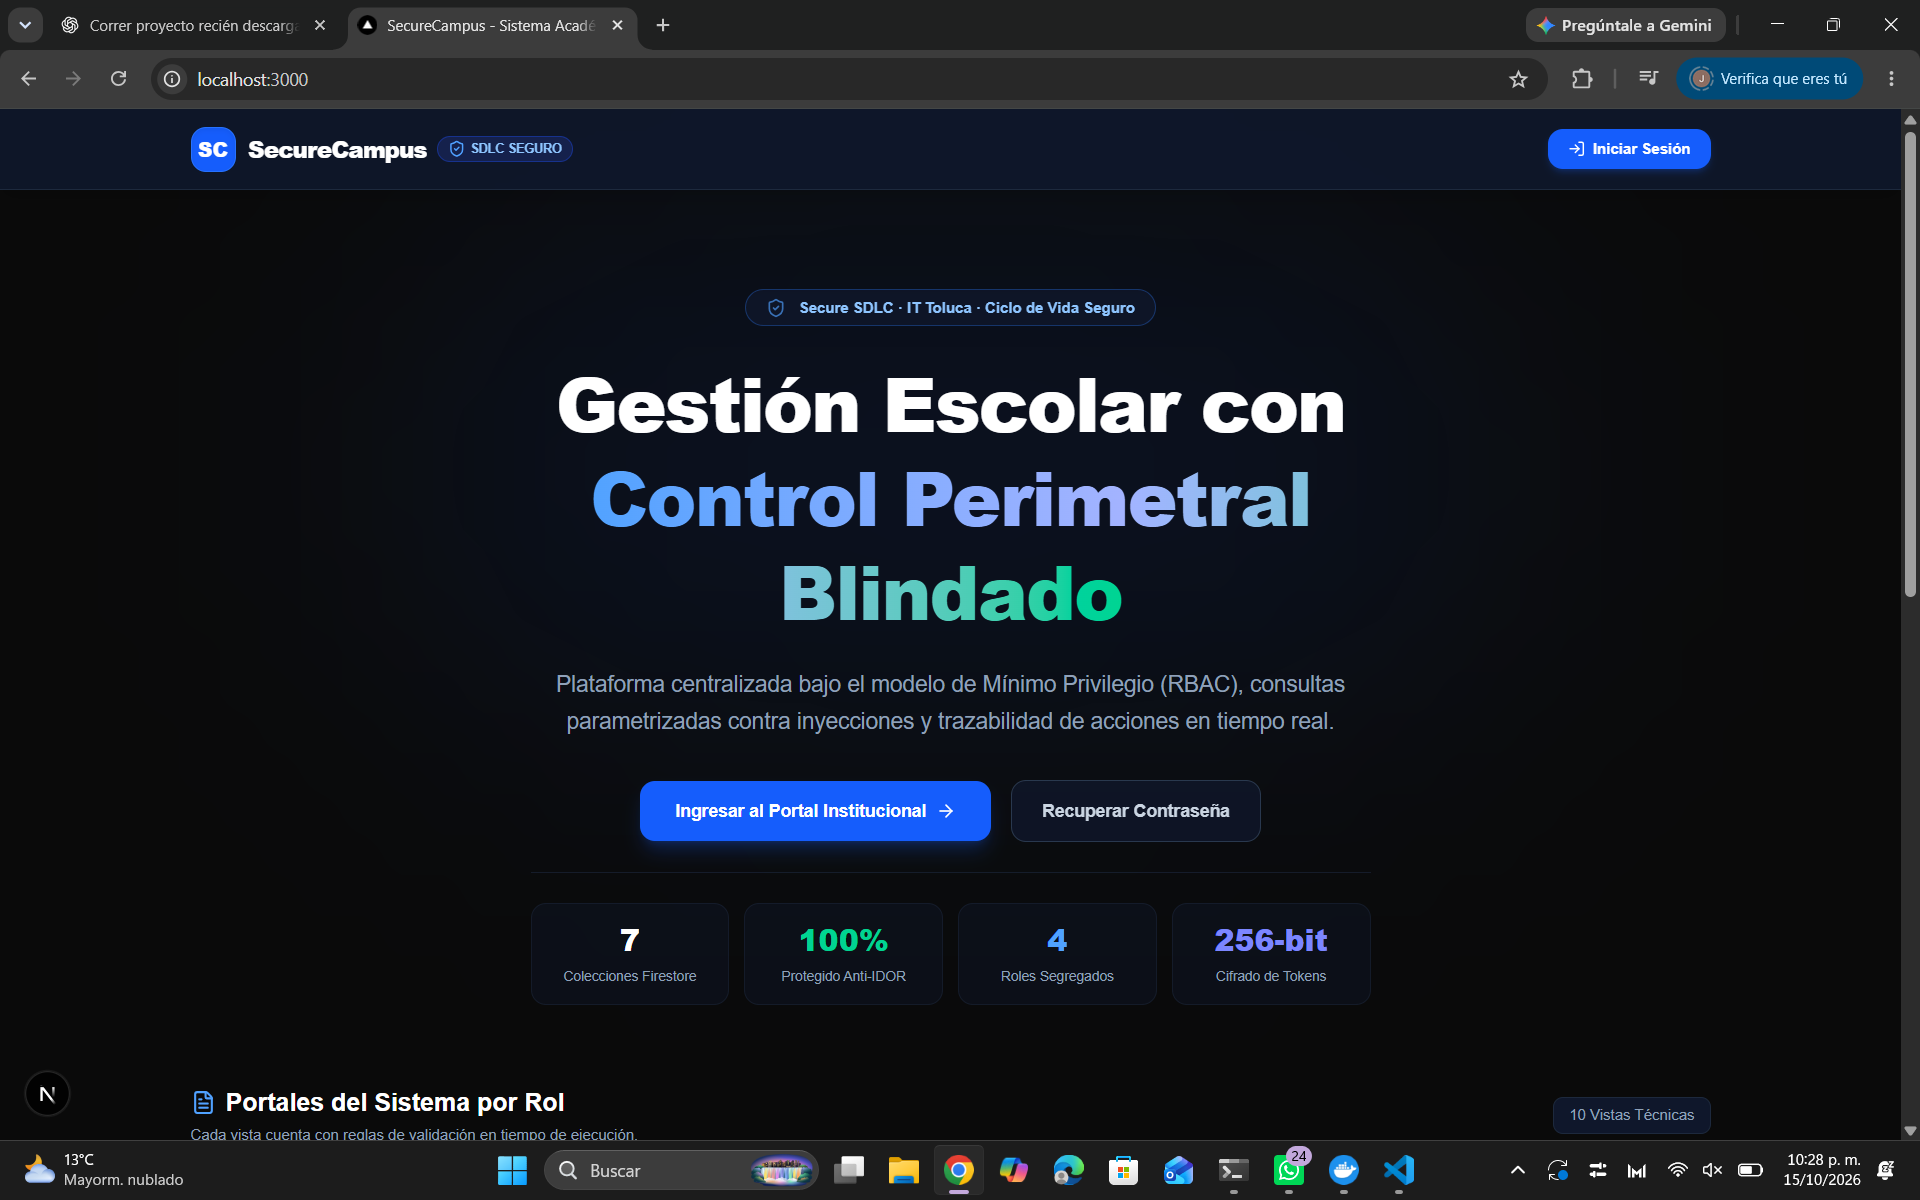 Correr proyecto recién descarga
SecureCampus - Sistema Acadé
Pregúntale a Gemini
localhost:3000
J
Verifica que eres tú
SC
SecureCampus
SDLC SEGURO
Iniciar Sesión
Secure SDLC · IT Toluca · Ciclo de Vida Seguro
Gestión Escolar con
Control Perimetral
Blindado
Plataforma centralizada bajo el modelo de Mínimo Privilegio (RBAC), consultas
parametrizadas contra inyecciones y trazabilidad de acciones en tiempo real.
Ingresar al Portal Institucional
Recuperar Contraseña
7
Colecciones Firestore
100%
Protegido Anti-IDOR
4
Roles Segregados
256-bit
Cifrado de Tokens
N
Portales del Sistema por Rol
Cada vista cuenta con reglas de validación en tiempo de ejecución.
10 Vistas Técnicas
13°C
Mayorm. nublado
Buscar
24
10:28 p. m.
15/10/2026